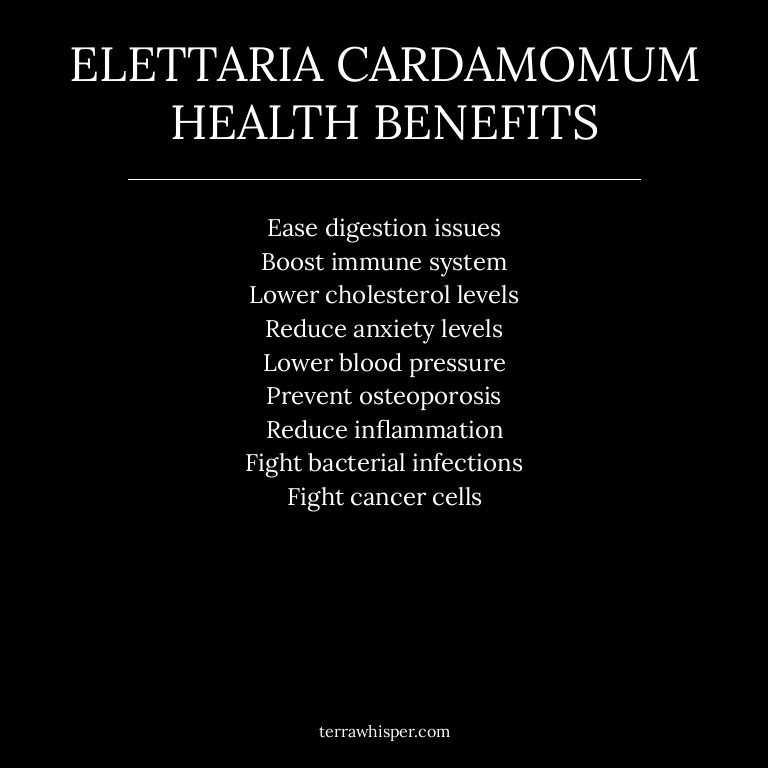 ELETTARIA CARDAMOMUM
HEALTH BENEFITS
Ease digestion issues
Boost immune system
Lower cholesterol levels
Reduce anxiety levels
Lower blood pressure
Prevent osteoporosis
Reduce inflammation
Fight bacterial infections
Fight cancer cells
terrawhisper.com